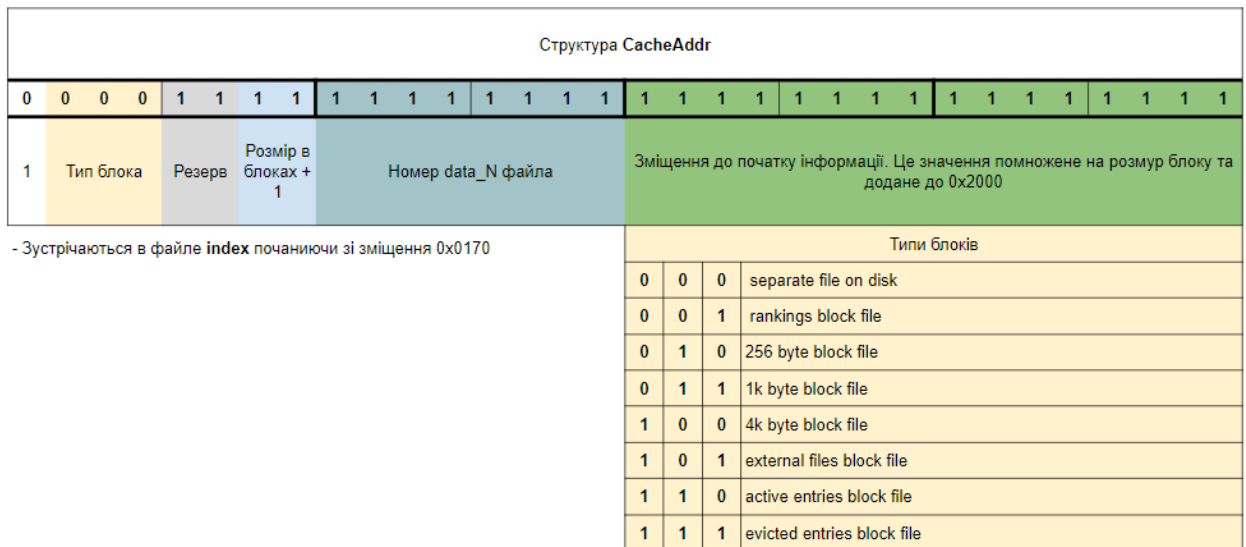 Структура CacheAddr
0 0 0 0 1 1 1 1 1 1 1 1 1 1 1 1 1 1 1 1 1 1 1 1 1 1 1 1 1 1 1 1
1 Тип блока Резерв Розмір в блоках + 1 Номер data_N файла Зміщення до початку інформації. Це значення помножене на розмур блоку та додане до 0x2000
- Зустрічаються в файле index починиючи зі зміщення 0x0170
Типи блоків
0 0 0 separate file on disk
0 0 1 rankings block file
0 1 0 256 byte block file
0 1 1 1k byte block file
1 0 0 4k byte block file
1 0 1 external files block file
1 1 0 active entries block file
1 1 1 evicted entries block file